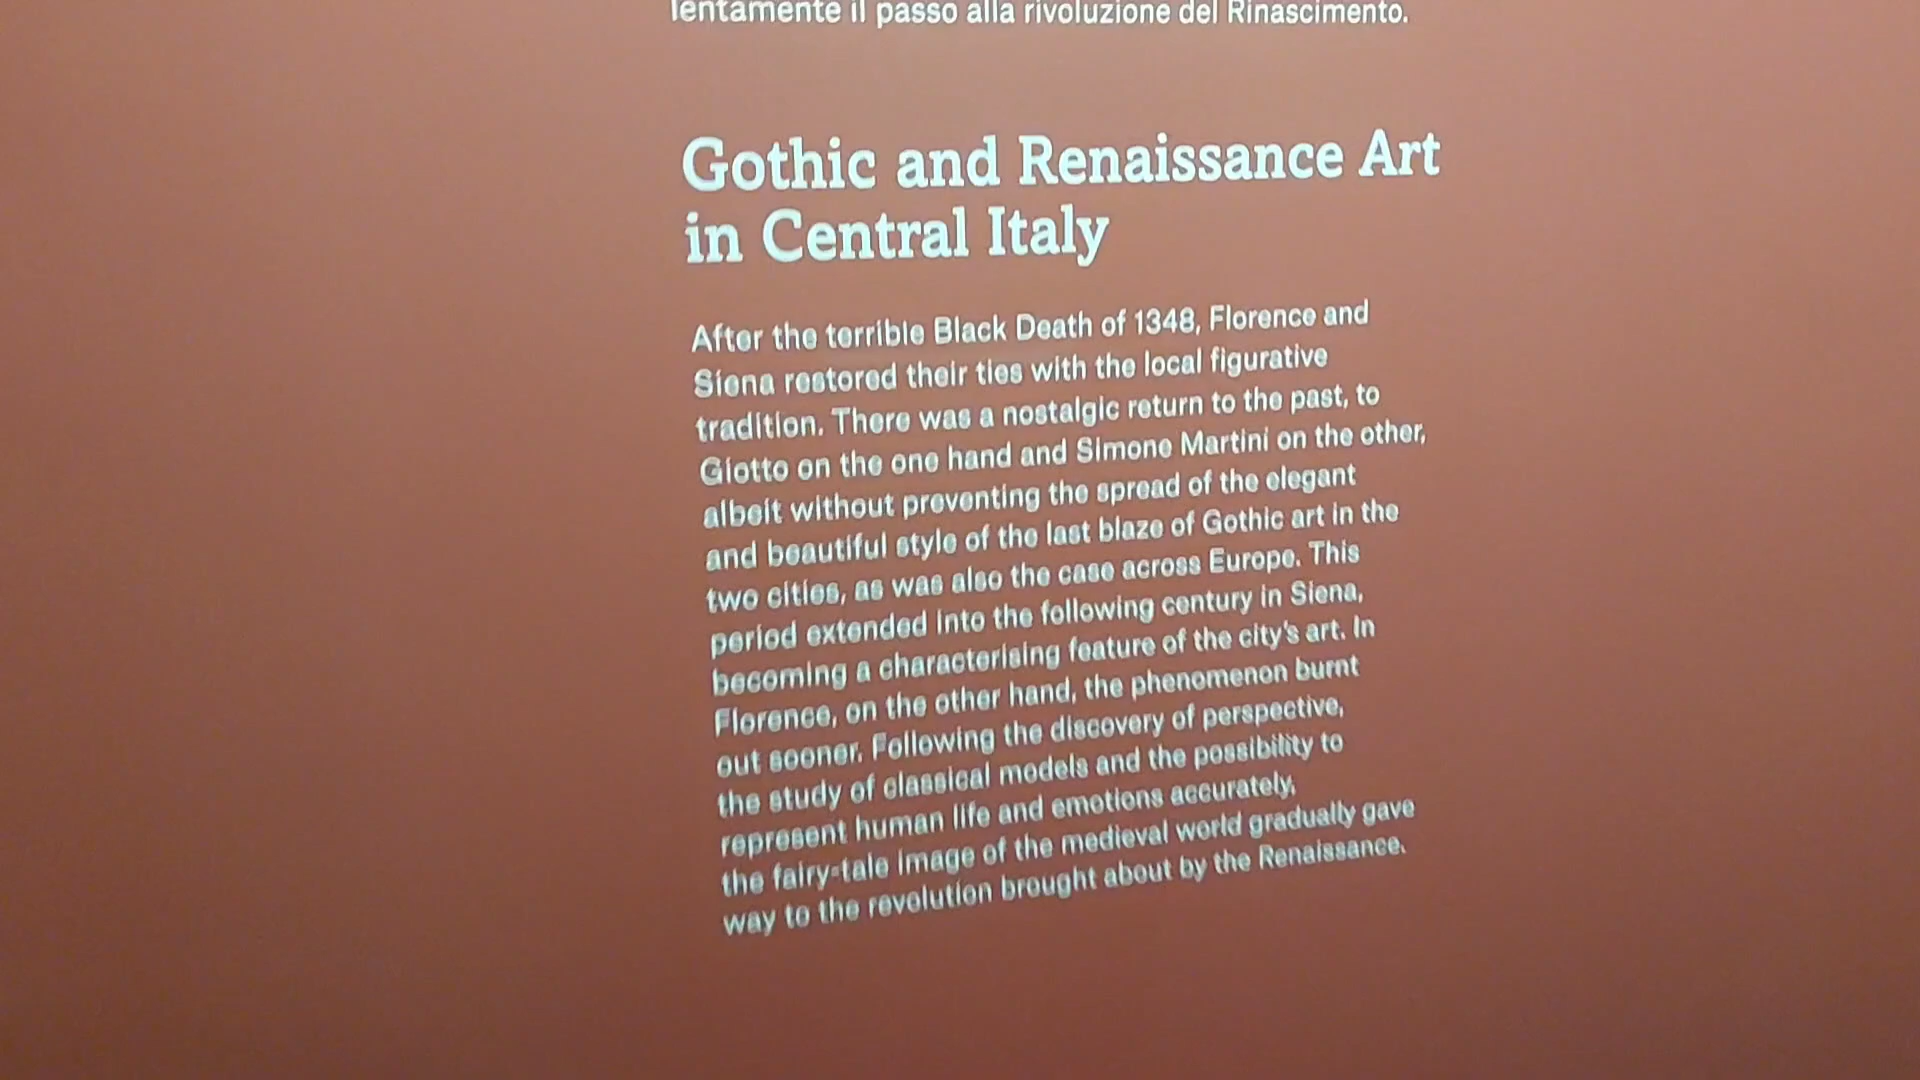 lentamente il passo alla rivoluzione del Rinascimento.
Gothic and Renaissance Art
in Central Italy
After the terrible Black Death of 1348, Florence and
Siena restored their ties with the local figurative
tradition. There was a nostalgic return to the past, to
Giotto on the one hand and Simone Martini on the other,
albeit without preventing the spread of the elegant
and beautiful style of the last blaze of Gothic art in the
two cities, as was also the case across Europe. This
period extended into the following century in Siena,
becoming a characterising feature of the city's art. In
Florence, on the other hand, the phenomenon burnt
out sooner. Following the discovery of perspective,
the study of classical models and the possibility to
represent human life and emotions accurately,
the fairy-tale image of the medieval world gradually gave
way to the revolution brought about by the Renaissance.